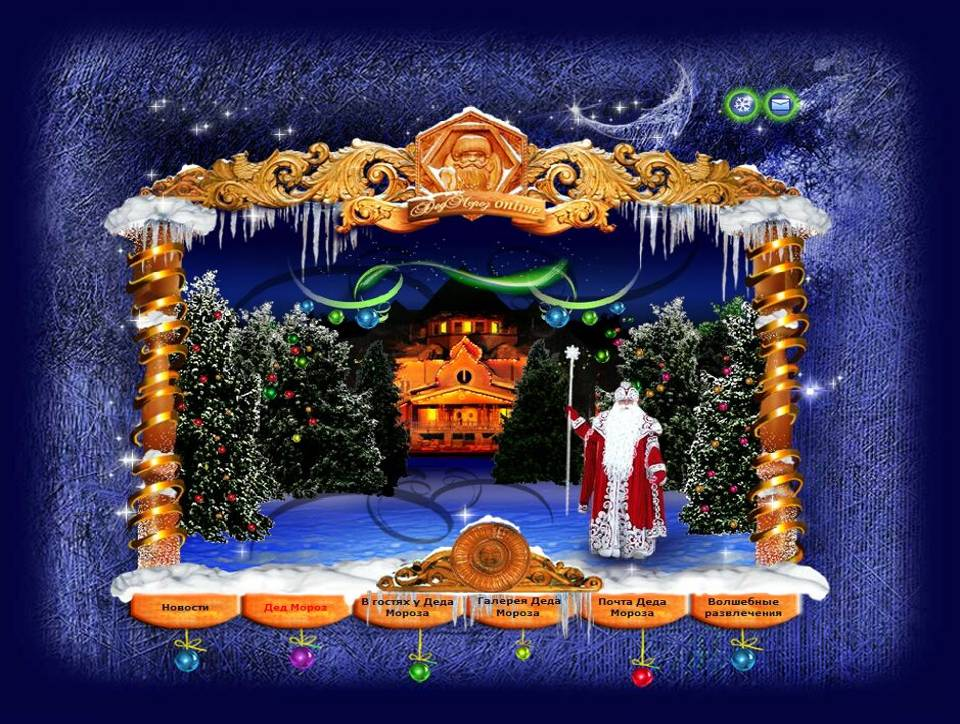 Дед Мороз online
Новости
Дед Мороз
В гостях у Деда
Мороза
Галерея Деда
Мороза
Почта Деда
Мороза
Волшебные
развлечения